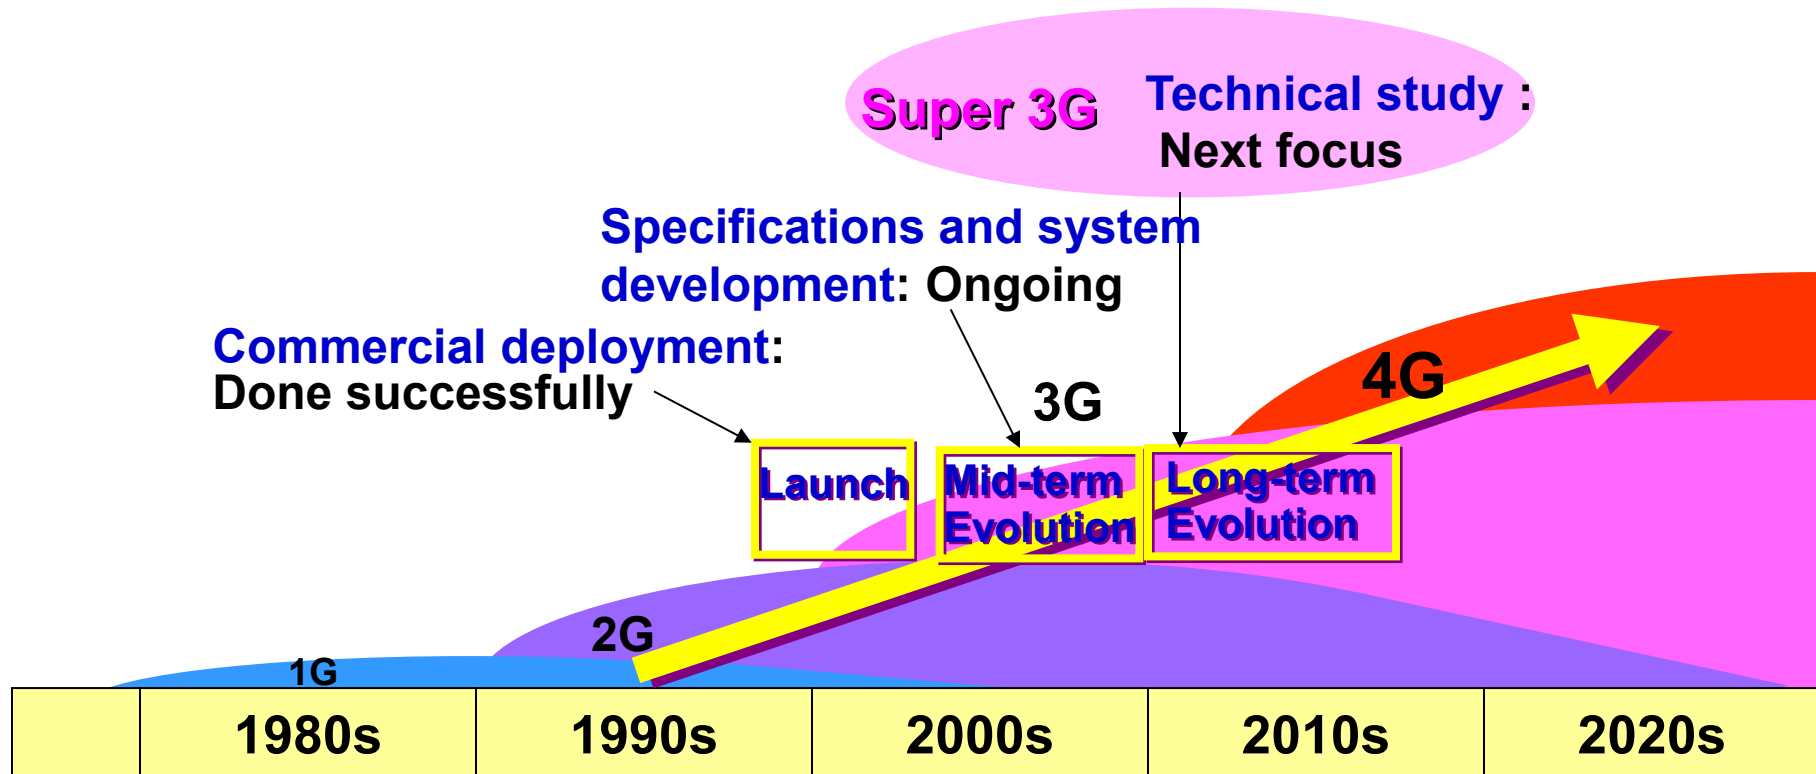 Super 3G
Technical study :
Next focus
Specifications and system
development: Ongoing
Commercial deployment:
Done successfully
3G
4G
Launch
Mid-term
Evolution
Long-term
Evolution
2G
1G
1980s
1990s
2000s
2010s
2020s